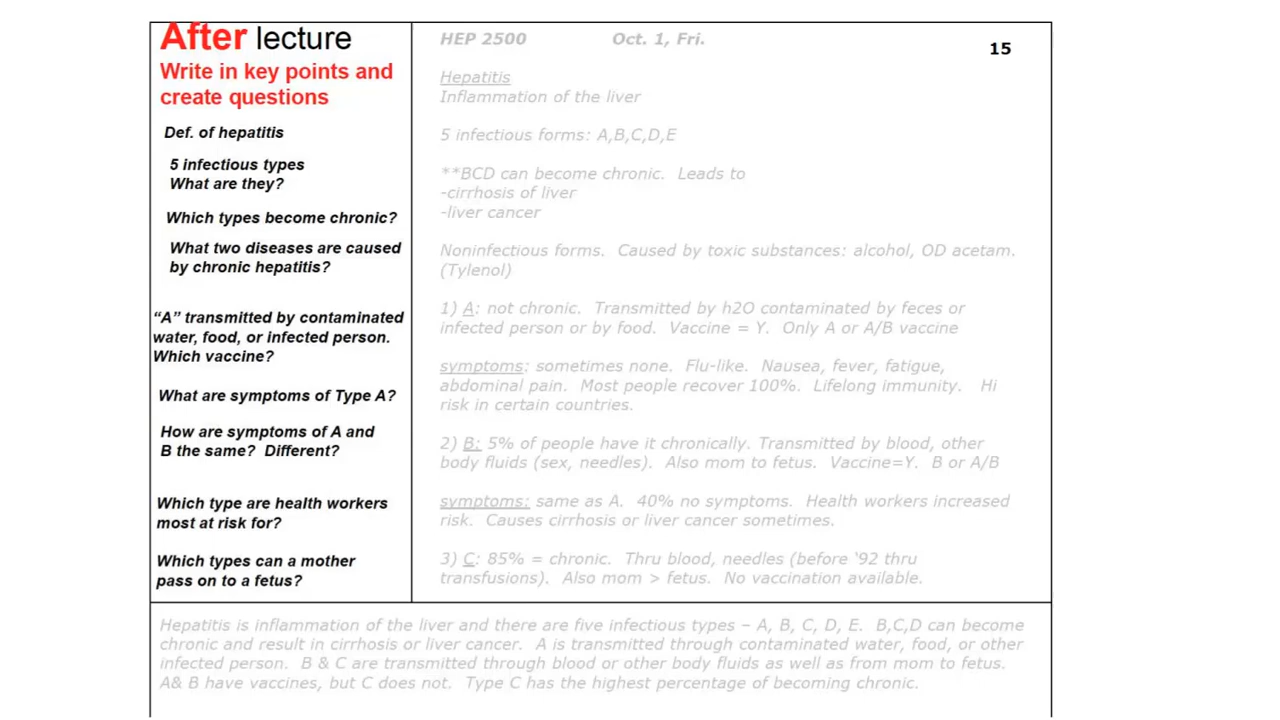 After lecture
Write in key points and
create questions
Def. of hepatitis
5 infectious types
What are they?
Which types become chronic?
What two diseases are caused
by chronic hepatitis?
“A” transmitted by contaminated
water, food, or infected person.
Which vaccine?
What are symptoms of Type A?
How are symptoms of A and
B the same?  Different?
Which type are health workers
most at risk for?
Which types can a mother
pass on to a fetus?
HEP 2500 Oct. 1, Fri.
15
Hepatitis
Inflammation of the liver
5 infectious forms: A,B,C,D,E
**BCD can become chronic.  Leads to
-cirrhosis of liver
-liver cancer
Noninfectious forms.  Caused by toxic substances: alcohol, OD acetam.
(Tylenol)
1) A: not chronic.  Transmitted by h2O contaminated by feces or
infected person or by food.  Vaccine = Y.  Only A or A/B vaccine
symptoms: sometimes none.  Flu-like.  Nausea, fever, fatigue,
abdominal pain.  Most people recover 100%.  Lifelong immunity.   Hi
risk in certain countries.
2) B: 5% of people have it chronically. Transmitted by blood, other
body fluids (sex, needles).  Also mom to fetus.  Vaccine=Y.  B or A/B
symptoms: same as A.  40% no symptoms.  Health workers increased
risk.  Causes cirrhosis or liver cancer sometimes.
3) C: 85% = chronic.  Thru blood, needles (before ‘92 thru
transfusions).  Also mom > fetus.  No vaccination available.
Hepatitis is inflammation of the liver and there are five infectious types – A, B, C, D, E.  B,C,D can become
chronic and result in cirrhosis or liver cancer.  A is transmitted through contaminated water, food, or other
infected person.  B & C are transmitted through blood or other body fluids as well as from mom to fetus.
A& B have vaccines, but C does not.  Type C has the highest percentage of becoming chronic.